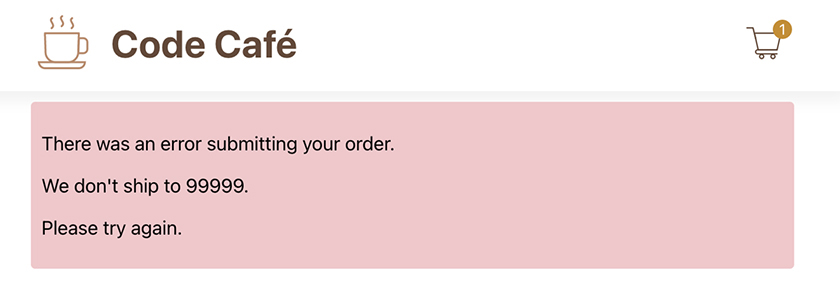 Code Café
1
There was an error submitting your order.
We don't ship to 99999.
Please try again.